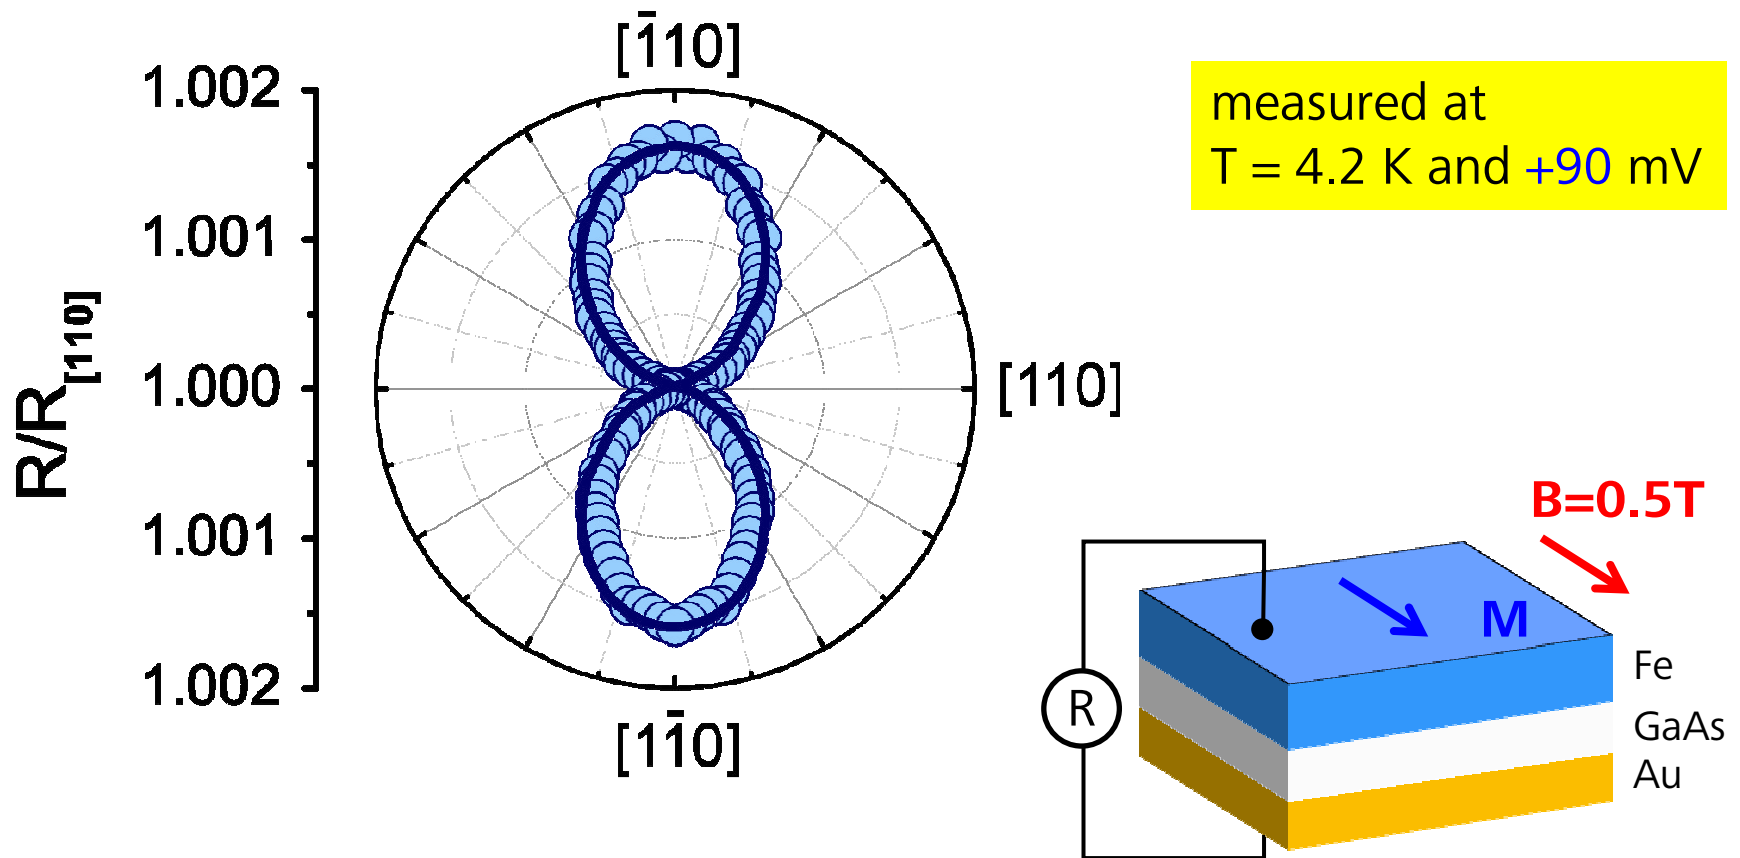 [1̄10]
1.002
1.001
1.000
1.001
1.002
R/R[110]
[110]
[11̄0]
measured at
T = 4.2 K and +90 mV
B=0.5T
M
R
Fe
GaAs
Au